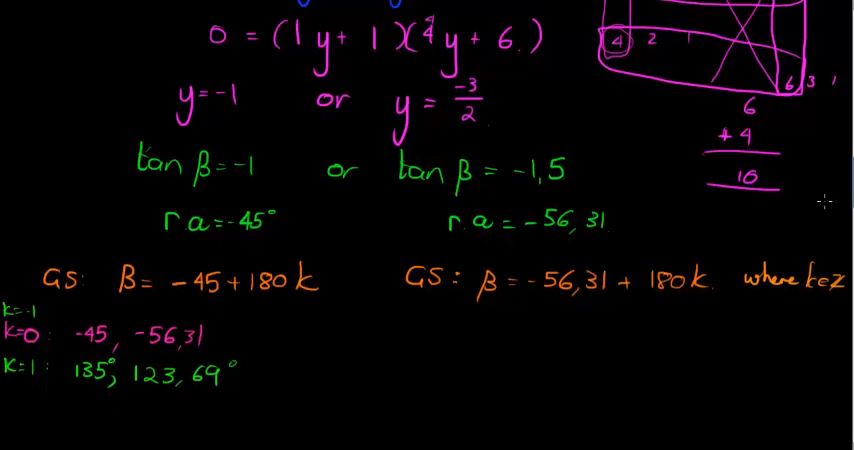 0 = (1y + 1)(4y + 6.)
4 2 1
6 3 1
y = -1 or y = -3/2
6
+ 4
10
tan β = -1 or tan β = -1,5
r.a = -45° r.a = -56,31
GS: β = -45 + 180k GS: β = -56,31 + 180k. where k∈Z
k=-1
k=0: -45, -56,31
k=1: 135°, 123,69°